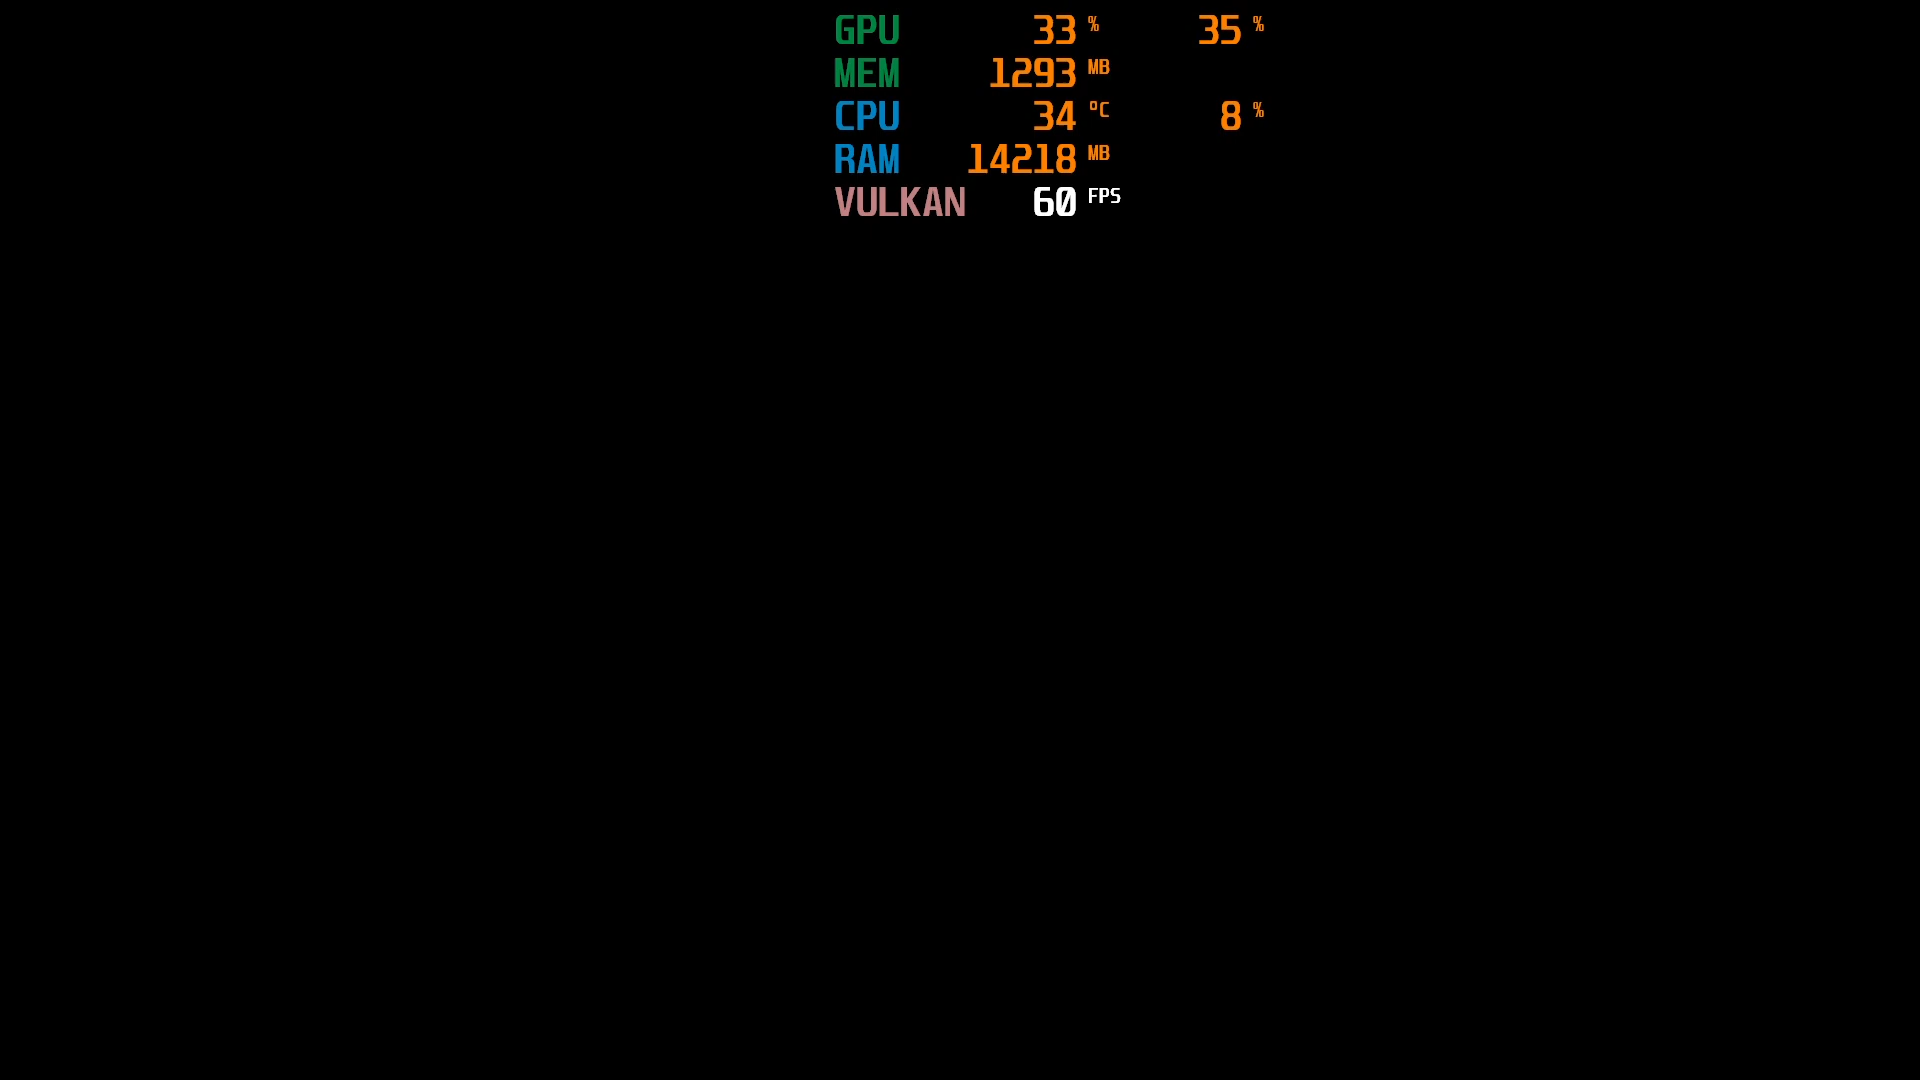 GPU 33 % 35 %
MEM 1293 MB
CPU 34 °C 8 %
RAM 14218 MB
VULKAN 60 FPS